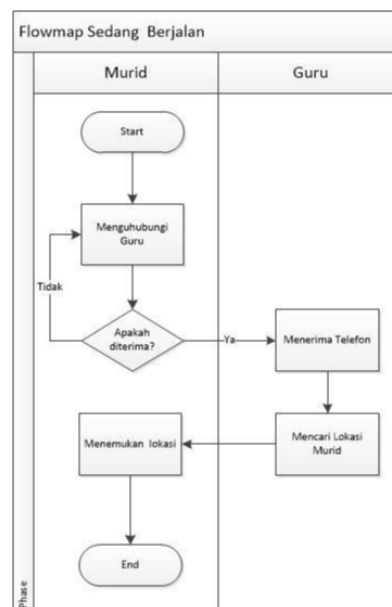 Flowmap Sedang Berjalan
Murid
Guru
Start
Menguhubungi
Guru
Tidak
Apakah
diterima?
Ya
Menerima Telefon
Mencari Lokasi
Murid
Menemukan lokasi
End
Phase